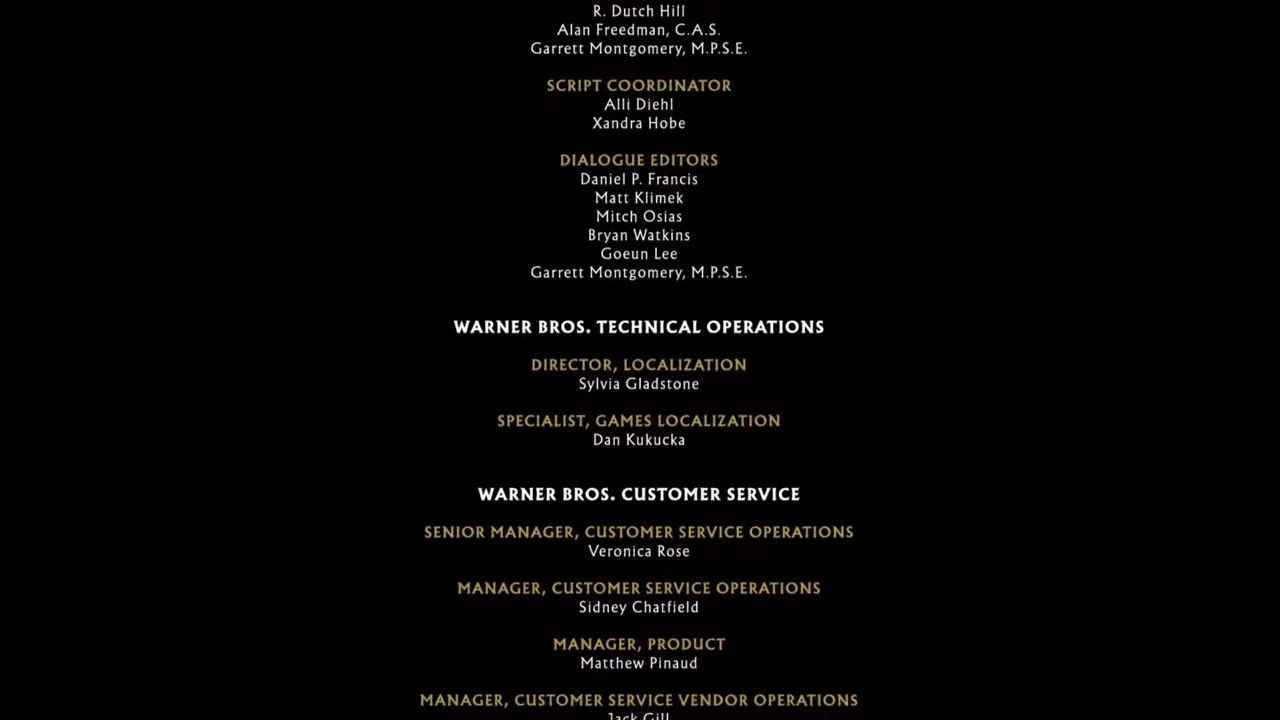 R. Dutch Hill
Alan Freedman, C.A.S.
Garrett Montgomery, M.P.S.E.
SCRIPT COORDINATOR
Alli Diehl
Xandra Hobe
DIALOGUE EDITORS
Daniel P. Francis
Matt Klimek
Mitch Osias
Bryan Watkins
Goeun Lee
Garrett Montgomery, M.P.S.E.
WARNER BROS. TECHNICAL OPERATIONS
DIRECTOR, LOCALIZATION
Sylvia Gladstone
SPECIALIST, GAMES LOCALIZATION
Dan Kukucka
WARNER BROS. CUSTOMER SERVICE
SENIOR MANAGER, CUSTOMER SERVICE OPERATIONS
Veronica Rose
MANAGER, CUSTOMER SERVICE OPERATIONS
Sidney Chatfield
MANAGER, PRODUCT
Matthew Pinaud
MANAGER, CUSTOMER SERVICE VENDOR OPERATIONS
Jack Gill